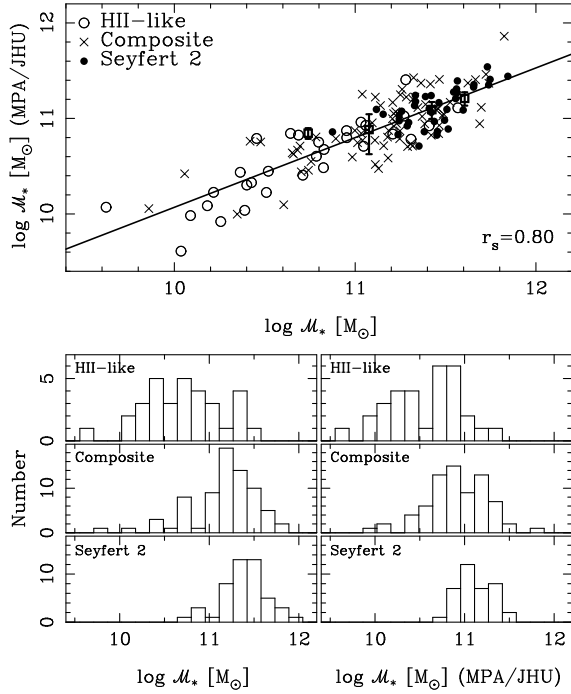 HII-like
Composite
Seyfert 2
log ℳ* [M⊙] (MPA/JHU)
12
11
10
r_s=0.80
10 11 12
log ℳ* [M⊙]
Number
HII-like
5
0
HII-like
Composite
10
0
Composite
Seyfert 2
10
0
Seyfert 2
10 11 12
10 11 12
log ℳ* [M⊙]
log ℳ* [M⊙] (MPA/JHU)